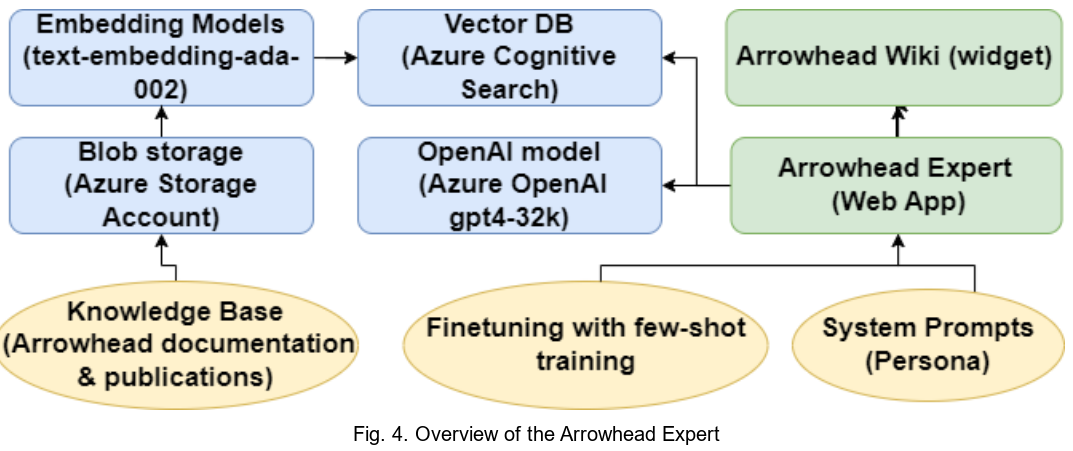 Embedding Models
(text-embedding-ada-
002)
Vector DB
(Azure Cognitive
Search)
Arrowhead Wiki (widget)
Blob storage
(Azure Storage
Account)
OpenAI model
(Azure OpenAI
gpt4-32k)
Arrowhead Expert
(Web App)
Knowledge Base
(Arrowhead documentation
& publications)
Finetuning with few-shot
training
System Prompts
(Persona)
Fig. 4. Overview of the Arrowhead Expert